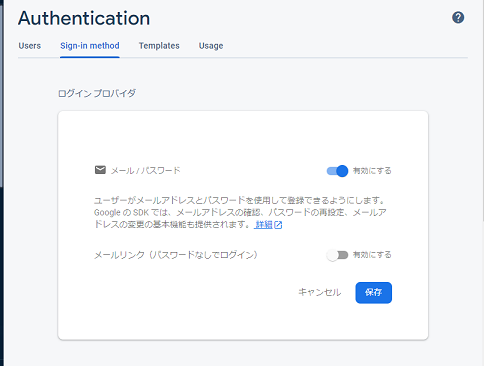 Authentication
Users Sign-in method Templates Usage
ログイン プロバイダ
メール / パスワード 有効にする
ユーザーがメールアドレスとパスワードを使用して登録できるようにします。
Google の SDK では、メールアドレスの確認、パスワードの再設定、メールア
ドレスの変更の基本機能も提供されます。詳細
メールリンク（パスワードなしでログイン） 有効にする
キャンセル 保存